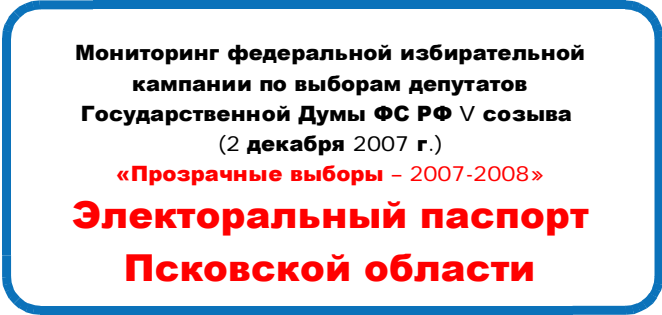 Мониторинг федеральной избирательной
кампании по выборам депутатов
Государственной Думы ФС РФ V созыва
(2 декабря 2007 г.)
«Прозрачные выборы – 2007-2008»
Электоральный паспорт
Псковской области